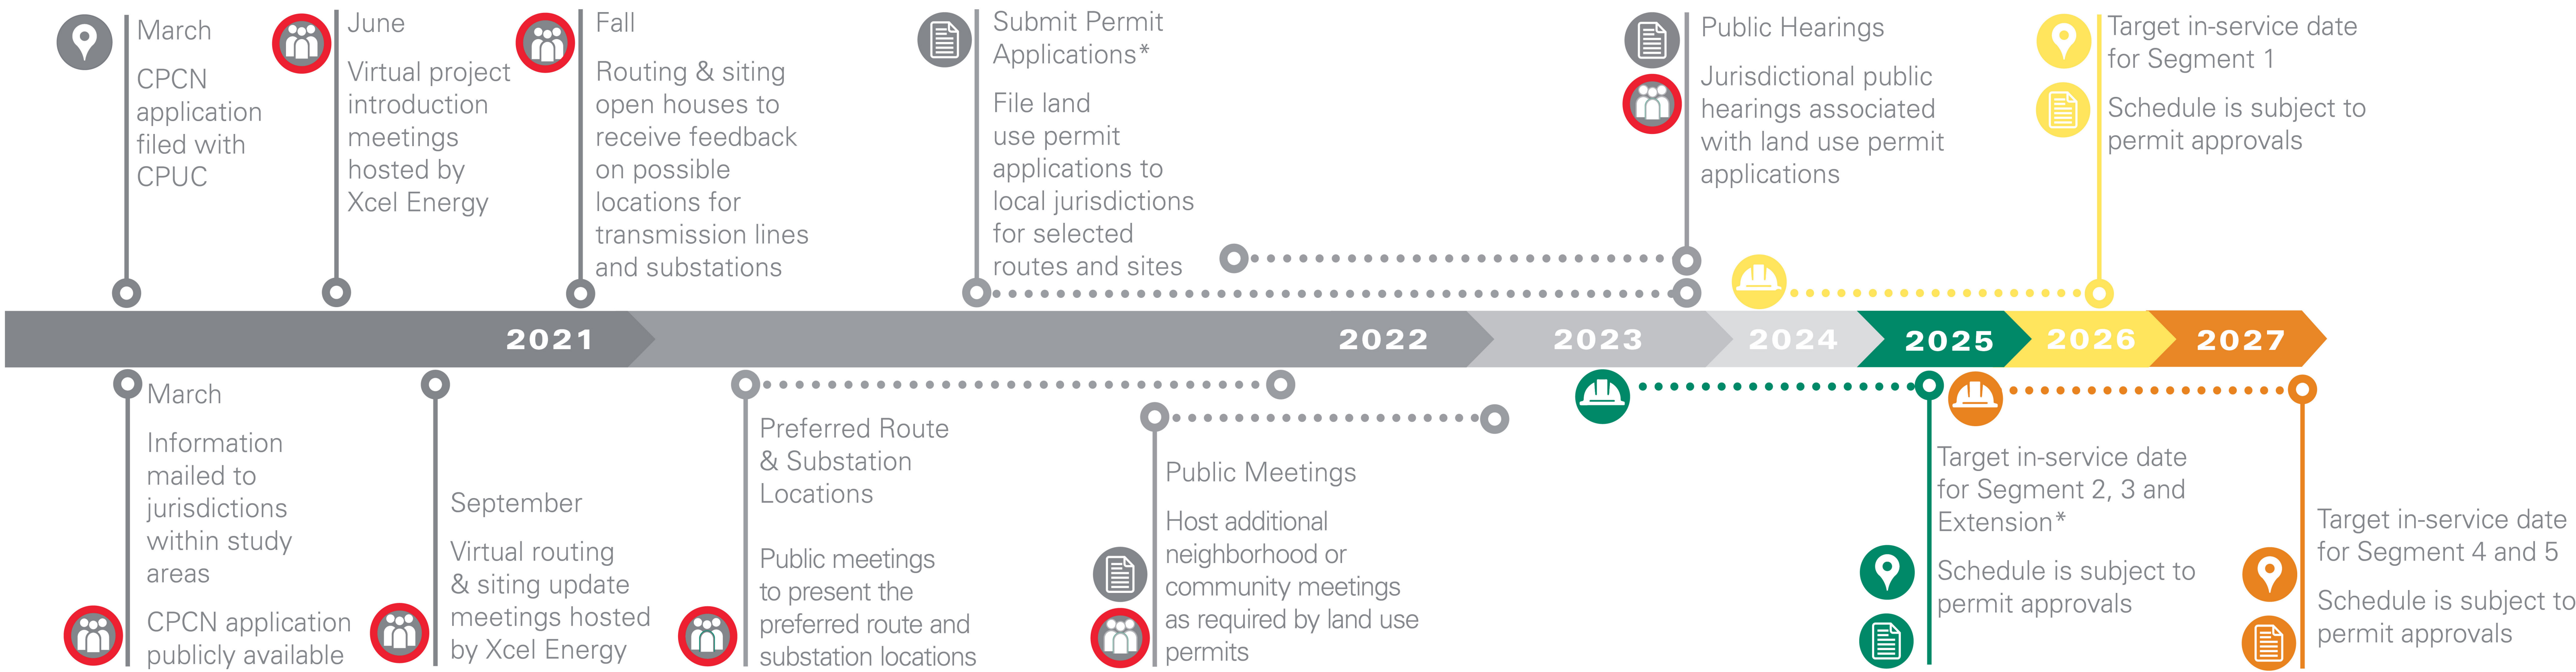 March
CPCN
application
filed with
CPUC
June
Virtual project
introduction
meetings
hosted by
Xcel Energy
Fall
Routing & siting
open houses to
receive feedback
on possible
locations for
transmission lines
and substations
Submit Permit
Applications*
File land
use permit
applications to
local jurisdictions
for selected
routes and sites
Public Hearings
Jurisdictional public
hearings associated
with land use permit
applications
Target in-service date
for Segment 1
Schedule is subject to
permit approvals
2021
2022
2023
2024
2025
2026
2027
March
Information
mailed to
jurisdictions
within study
areas
CPCN application
publicly available
September
Virtual routing
& siting update
meetings hosted
by Xcel Energy
Preferred Route
& Substation
Locations
Public meetings
to present the
preferred route and
substation locations
Public Meetings
Host additional
neighborhood or
community meetings
as required by land use
permits
Target in-service date
for Segment 2, 3 and
Extension*
Schedule is subject to
permit approvals
Target in-service date
for Segment 4 and 5
Schedule is subject to
permit approvals